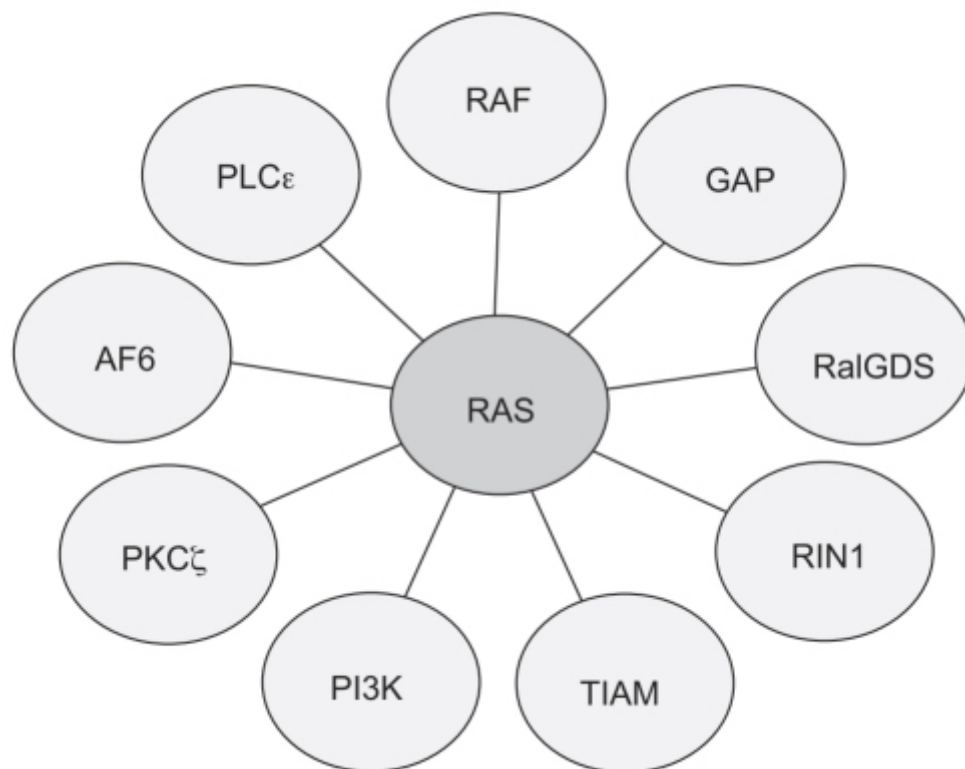 RAF
PLCε
GAP
AF6
RalGDS
RAS
PKCζ
RIN1
PI3K
TIAM